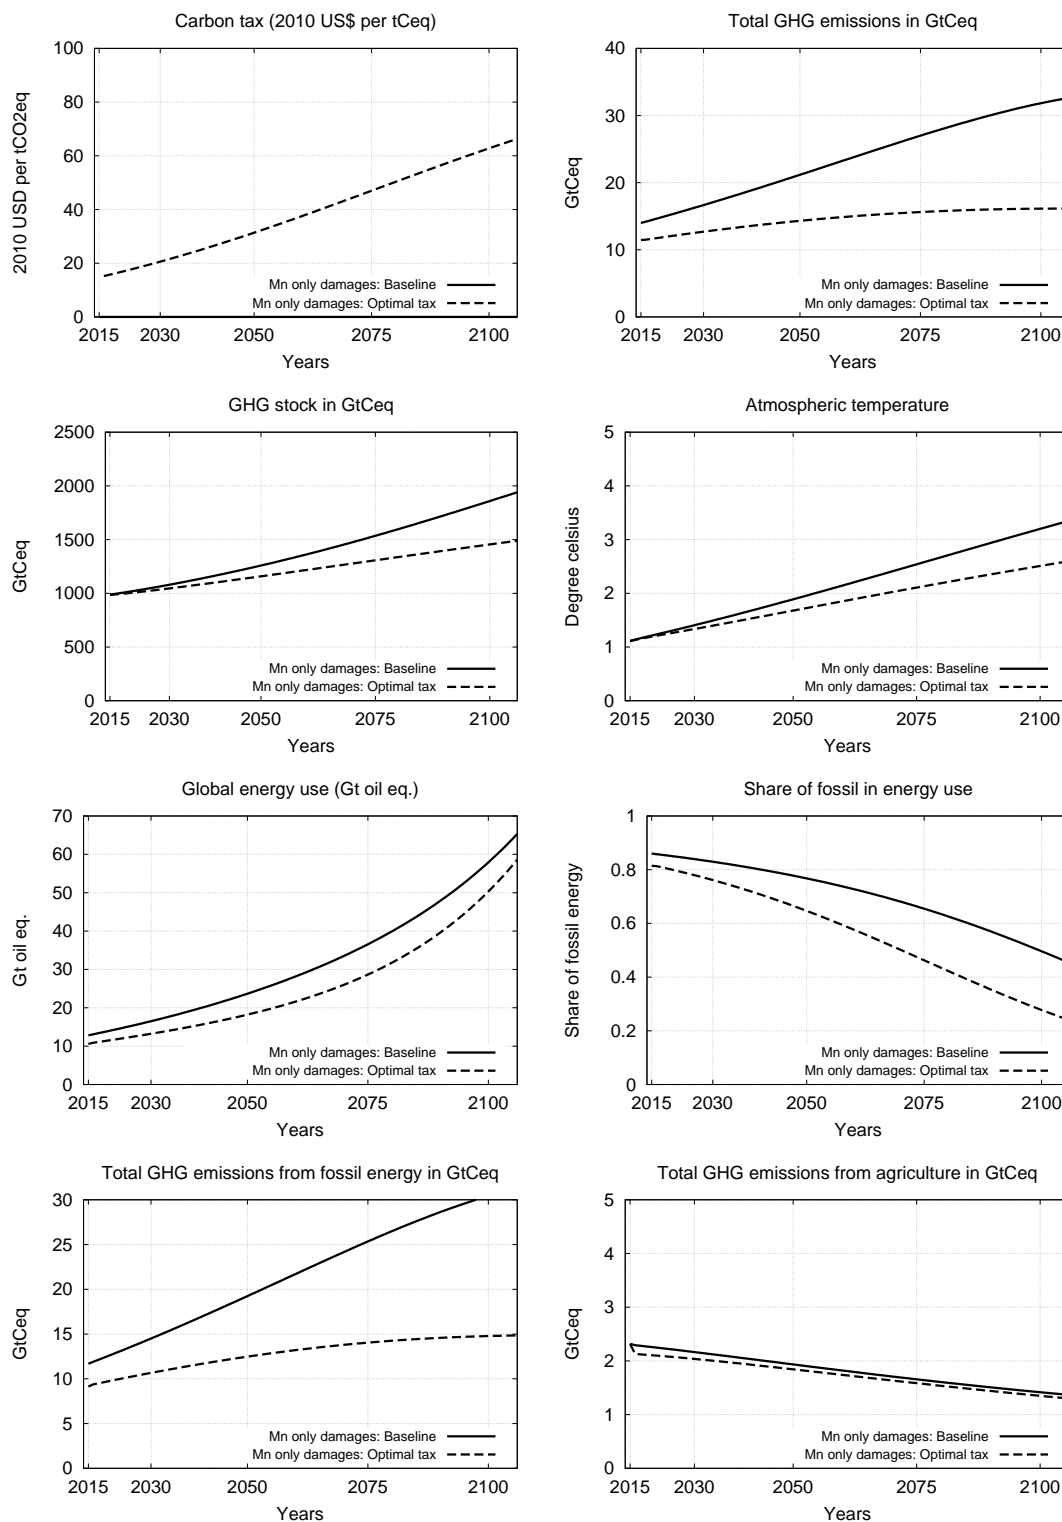 Carbon tax (2010 US$ per tCeq)
2010 USD per tCO2eq
100
80
60
40
20
0
2015 2030 2050 2075 2100
Years
Mn only damages: Baseline
Mn only damages: Optimal tax
Total GHG emissions in GtCeq
GtCeq
40
30
20
10
0
2015 2030 2050 2075 2100
Years
Mn only damages: Baseline
Mn only damages: Optimal tax
GHG stock in GtCeq
GtCeq
2500
2000
1500
1000
500
0
2015 2030 2050 2075 2100
Years
Mn only damages: Baseline
Mn only damages: Optimal tax
Atmospheric temperature
Degree celsius
5
4
3
2
1
0
2015 2030 2050 2075 2100
Years
Mn only damages: Baseline
Mn only damages: Optimal tax
Global energy use (Gt oil eq.)
Gt oil eq.
70
60
50
40
30
20
10
0
2015 2030 2050 2075 2100
Years
Mn only damages: Baseline
Mn only damages: Optimal tax
Share of fossil in energy use
Share of fossil energy
1
0.8
0.6
0.4
0.2
0
2015 2030 2050 2075 2100
Years
Mn only damages: Baseline
Mn only damages: Optimal tax
Total GHG emissions from fossil energy in GtCeq
GtCeq
30
25
20
15
10
5
0
2015 2030 2050 2075 2100
Years
Mn only damages: Baseline
Mn only damages: Optimal tax
Total GHG emissions from agriculture in GtCeq
GtCeq
5
4
3
2
1
0
2015 2030 2050 2075 2100
Years
Mn only damages: Baseline
Mn only damages: Optimal tax